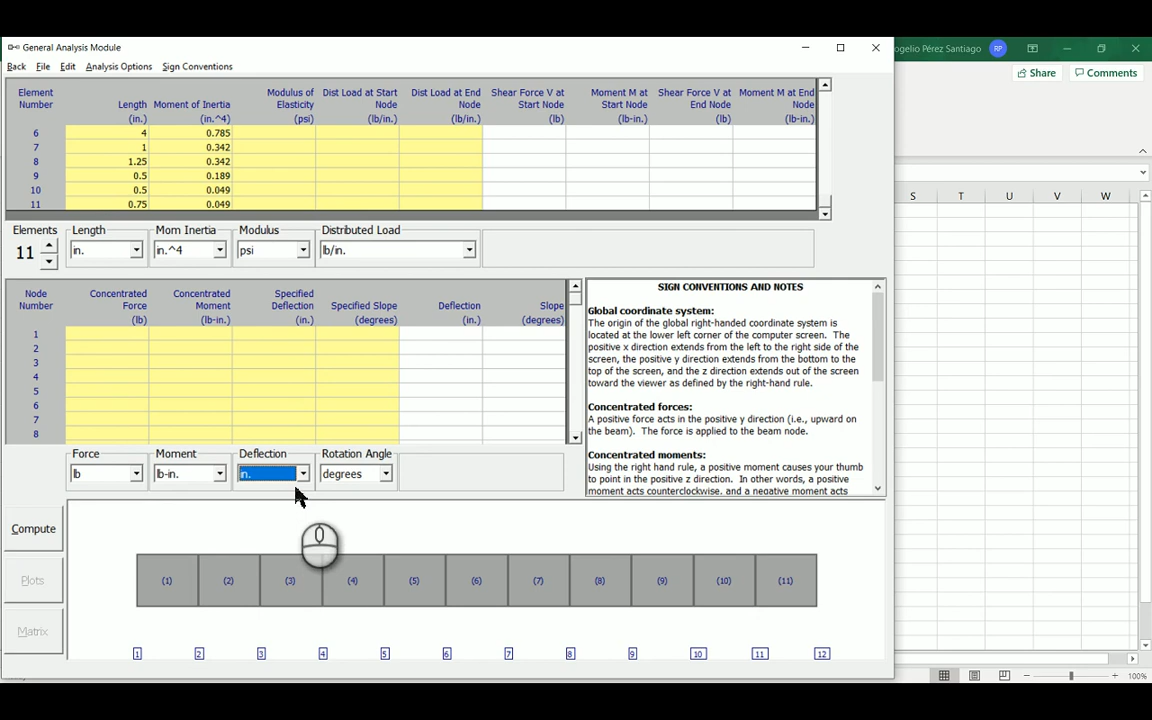 General Analysis Module
ogelio Pérez Santiago RP
Back File Edit Analysis Options Sign Conventions
Share Comments
Element Number Length (in.) Moment of Inertia (in.^4) Modulus of Elasticity (psi) Dist Load at Start Node (lb/in.) Dist Load at End Node (lb/in.) Shear Force V at Start Node (lb) Moment M at Start Node (lb-in.) Shear Force V at End Node (lb) Moment M at End Node (lb-in.)
6 4 0.785
7 1 0.342
8 1.25 0.342
9 0.5 0.189
10 0.5 0.049
11 0.75 0.049
S T U V W
Elements Length Mom Inertia Modulus Distributed Load
11 in. in.^4 psi lb/in.
Node Number Concentrated Force (lb) Concentrated Moment (lb-in.) Specified Deflection (in.) Specified Slope (degrees) Deflection (in.) Slope (degrees)
1
2
3
4
5
6
7
8
SIGN CONVENTIONS AND NOTES
Global coordinate system:
The origin of the global right-handed coordinate system is
located at the lower left corner of the computer screen. The
positive x direction extends from the left to the right side of the
screen, the positive y direction extends from the bottom to the
top of the screen, and the z direction extends out of the screen
toward the viewer as defined by the right-hand rule.
Concentrated forces:
A positive force acts in the positive y direction (i.e., upward on
the beam). The force is applied to the beam node.
Concentrated moments:
Using the right hand rule, a positive moment causes your thumb
to point in the positive z direction. In other words, a positive
moment acts counterclockwise, and a negative moment acts
Force Moment Deflection Rotation Angle
lb lb-in. in. degrees
Compute
Plots
Matrix
(1) (2) (3) (4) (5) (6) (7) (8) (9) (10) (11)
1 2 3 4 5 6 7 8 9 10 11 12
100%